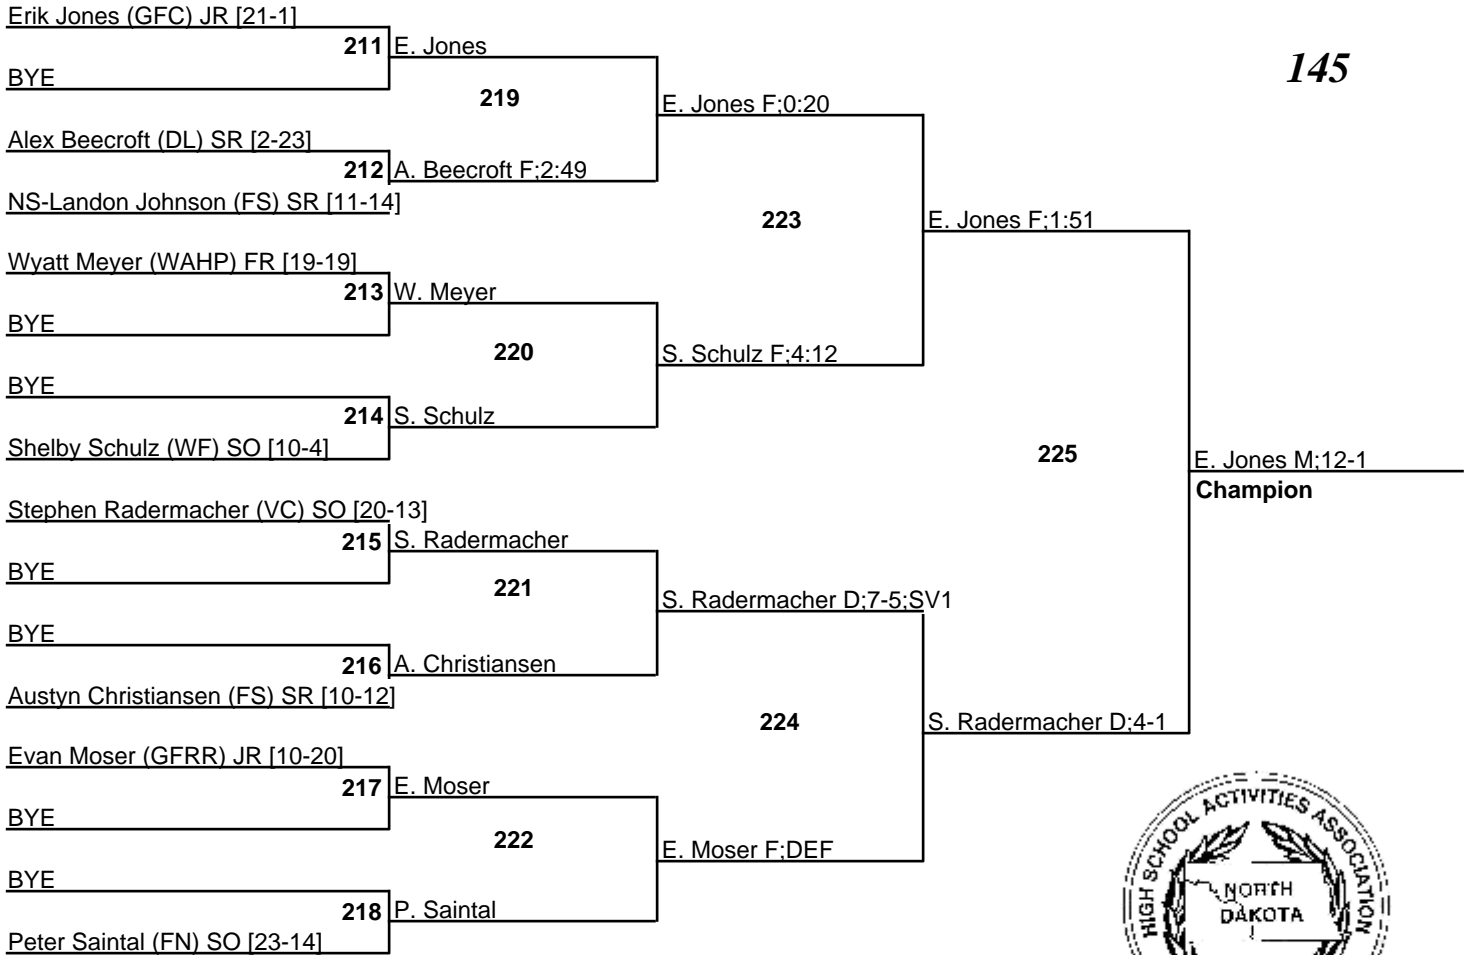 Erik Jones (GFC) JR [21-1]
211 E. Jones
BYE
145
219
E. Jones F;0:20
Alex Beecroft (DL) SR [2-23]
212 A. Beecroft F;2:49
NS-Landon Johnson (FS) SR [11-14]
223
E. Jones F;1:51
Wyatt Meyer (WAHP) FR [19-19]
213 W. Meyer
BYE
220
S. Schulz F;4:12
BYE
214 S. Schulz
Shelby Schulz (WF) SO [10-4]
225
E. Jones M;12-1
Champion
Stephen Radermacher (VC) SO [20-13]
215 S. Radermacher
BYE
221
S. Radermacher D;7-5;SV1
BYE
216 A. Christiansen
Austyn Christiansen (FS) SR [10-12]
224
S. Radermacher D;4-1
Evan Moser (GFRR) JR [10-20]
217 E. Moser
BYE
222
E. Moser F;DEF
BYE
218 P. Saintal
Peter Saintal (FN) SO [23-14]
HIGH SCHOOL ACTIVITIES ASSOCIATION
NORTH
DAKOTA